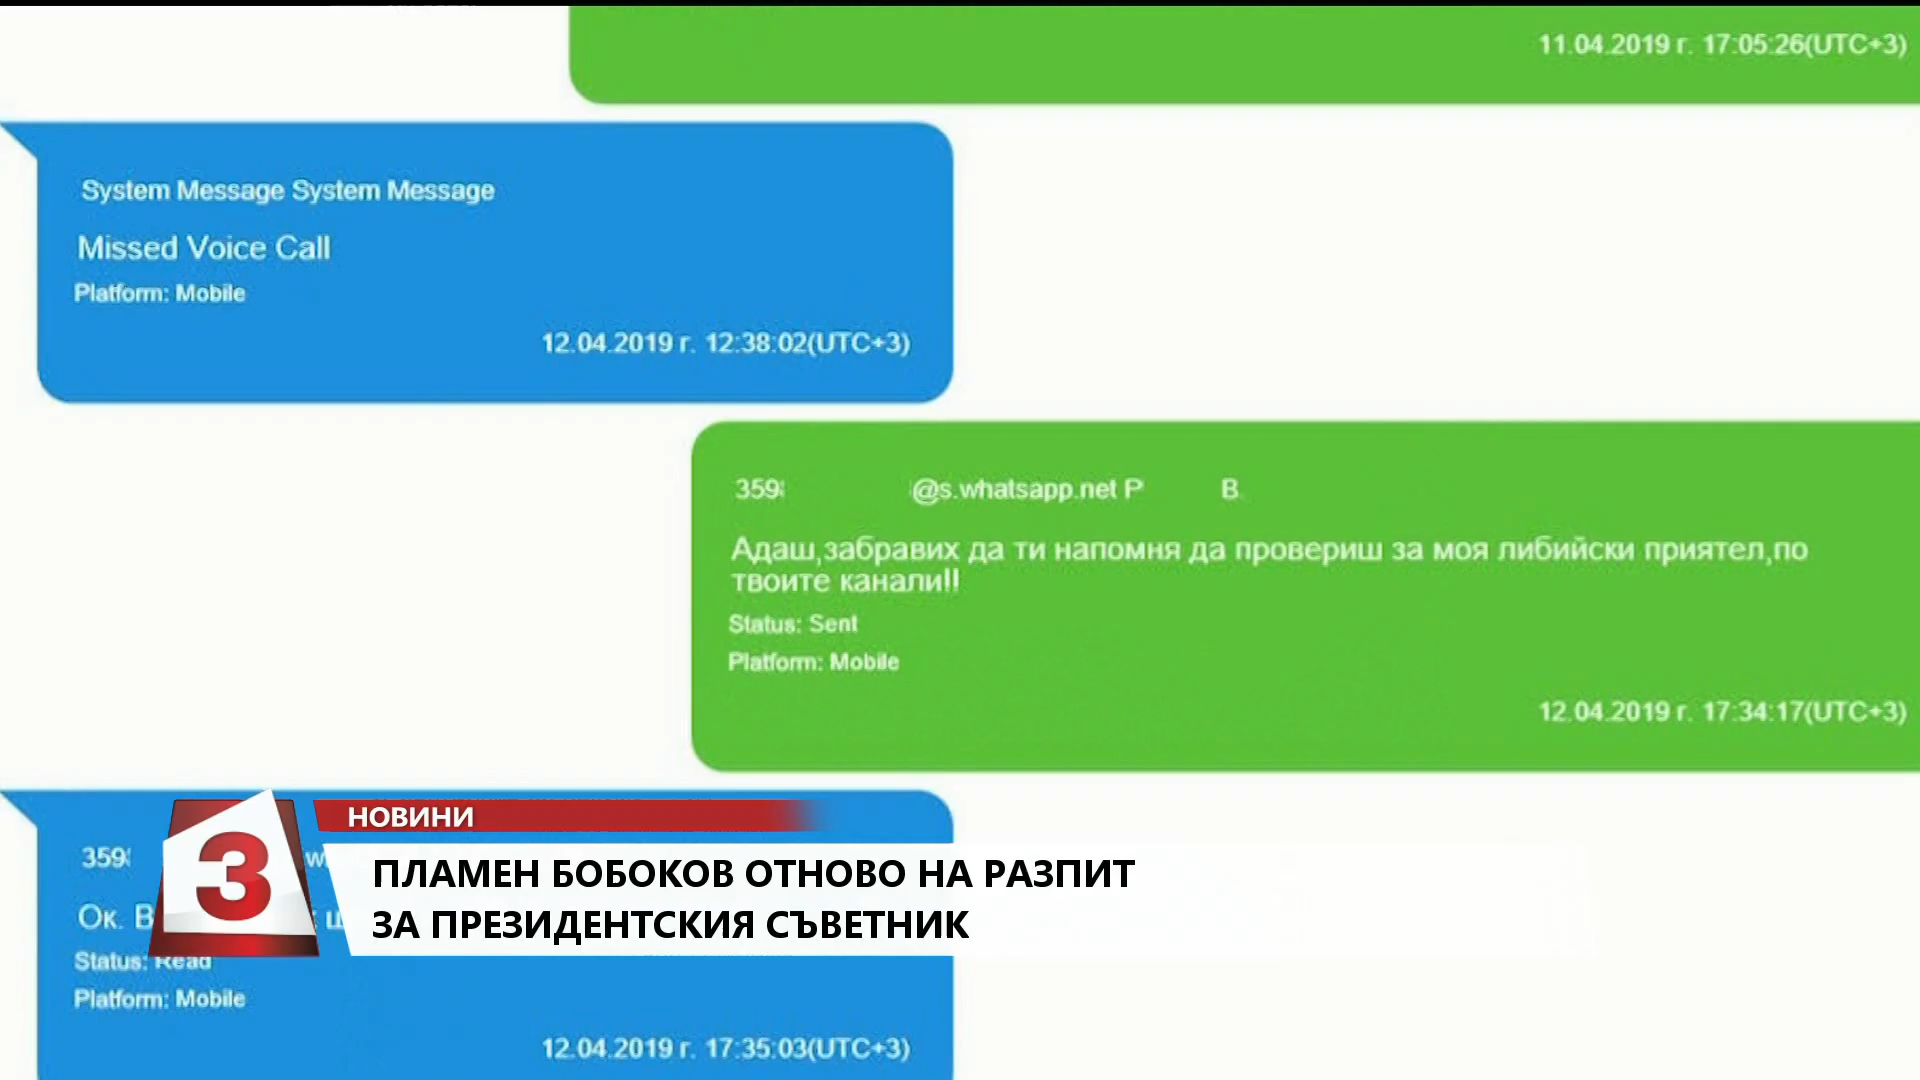 11.04.2019 г. 17:05:26(UTC+3)
System Message System Message
Missed Voice Call
Platform: Mobile
12.04.2019 г. 12:38:02(UTC+3)
359 @s.whatsapp.net P B
Адаш,забравих да ти напомня да провериш за моя либийски приятел,по
твоите канали!!
Status: Sent
Platform: Mobile
12.04.2019 г. 17:34:17(UTC+3)
359
Ок. В
Status: Read
Platform: Mobile
12.04.2019 г. 17:35:03(UTC+3)
3
НОВИНИ
ПЛАМЕН БОБОКОВ ОТНОВО НА РАЗПИТ
ЗА ПРЕЗИДЕНТСКИЯ СЪВЕТНИК